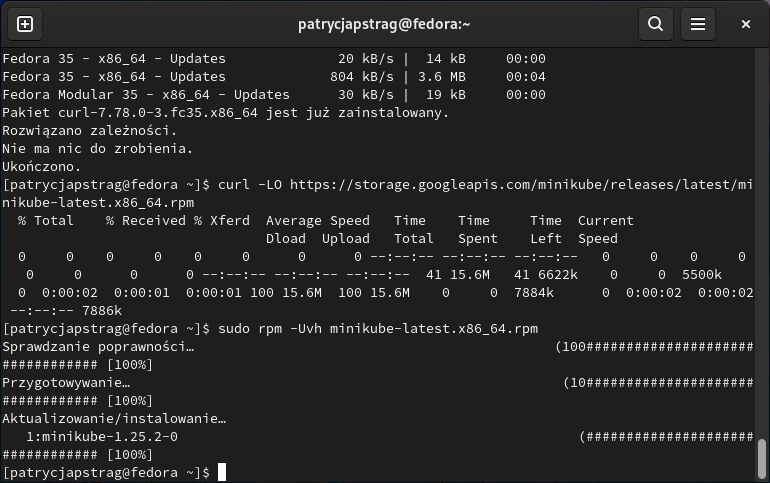 patrycjapstrag@fedora:~
Fedora 35 - x86_64 - Updates 20 kB/s | 14 kB 00:00
Fedora 35 - x86_64 - Updates 804 kB/s | 3.6 MB 00:04
Fedora Modular 35 - x86_64 - Updates 30 kB/s | 19 kB 00:00
Pakiet curl-7.78.0-3.fc35.x86_64 jest już zainstalowany.
Rozwiązano zależności.
Nie ma nic do zrobienia.
Ukończono.
[patrycjapstrag@fedora ~]$ curl -LO https://storage.googleapis.com/minikube/releases/latest/mi
nikube-latest.x86_64.rpm
% Total % Received % Xferd Average Speed Time Time Time Current
Dload Upload Total Spent Left Speed
0 0 0 0 0 0 0 0 --:--:-- --:--:-- --:--:-- 0 0 0 0
0 0 0 0 0 --:--:-- --:--:-- --:--:-- 41 15.6M 41 6622k 0 0 5500k
0 0:00:02 0:00:01 0:00:01 100 15.6M 100 15.6M 0 0 7884k 0 0:00:02 0:00:02
--:--:-- 7886k
[patrycjapstrag@fedora ~]$ sudo rpm -Uvh minikube-latest.x86_64.rpm
Sprawdzanie poprawności… (100#####################
############ [100%]
Przygotowywanie… (10#####################
############ [100%]
Aktualizowanie/instalowanie…
1:minikube-1.25.2-0 (#####################
############ [100%]
[patrycjapstrag@fedora ~]$